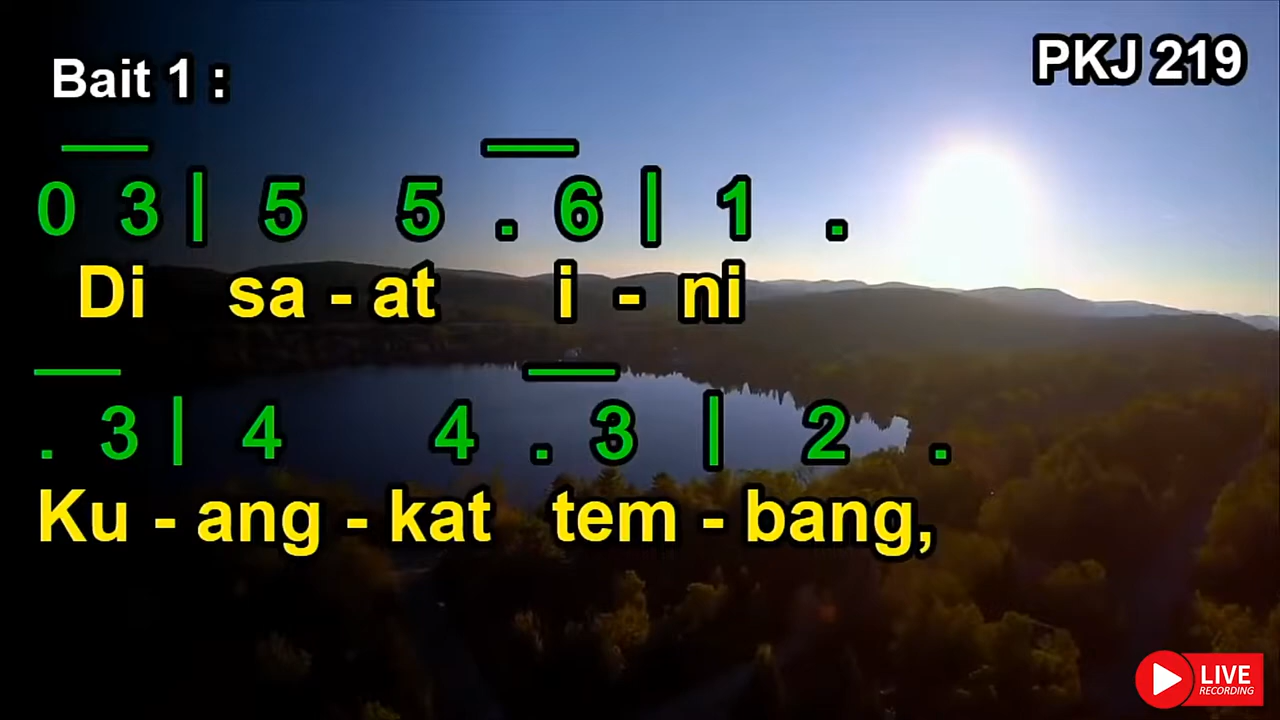 Bait 1 :
PKJ 219
0 3 | 5 5 . 6 | 1 .
Di sa - at i - ni
. 3 | 4 4 . 3 | 2 .
Ku - ang - kat tem - bang,
LIVE
RECORDING